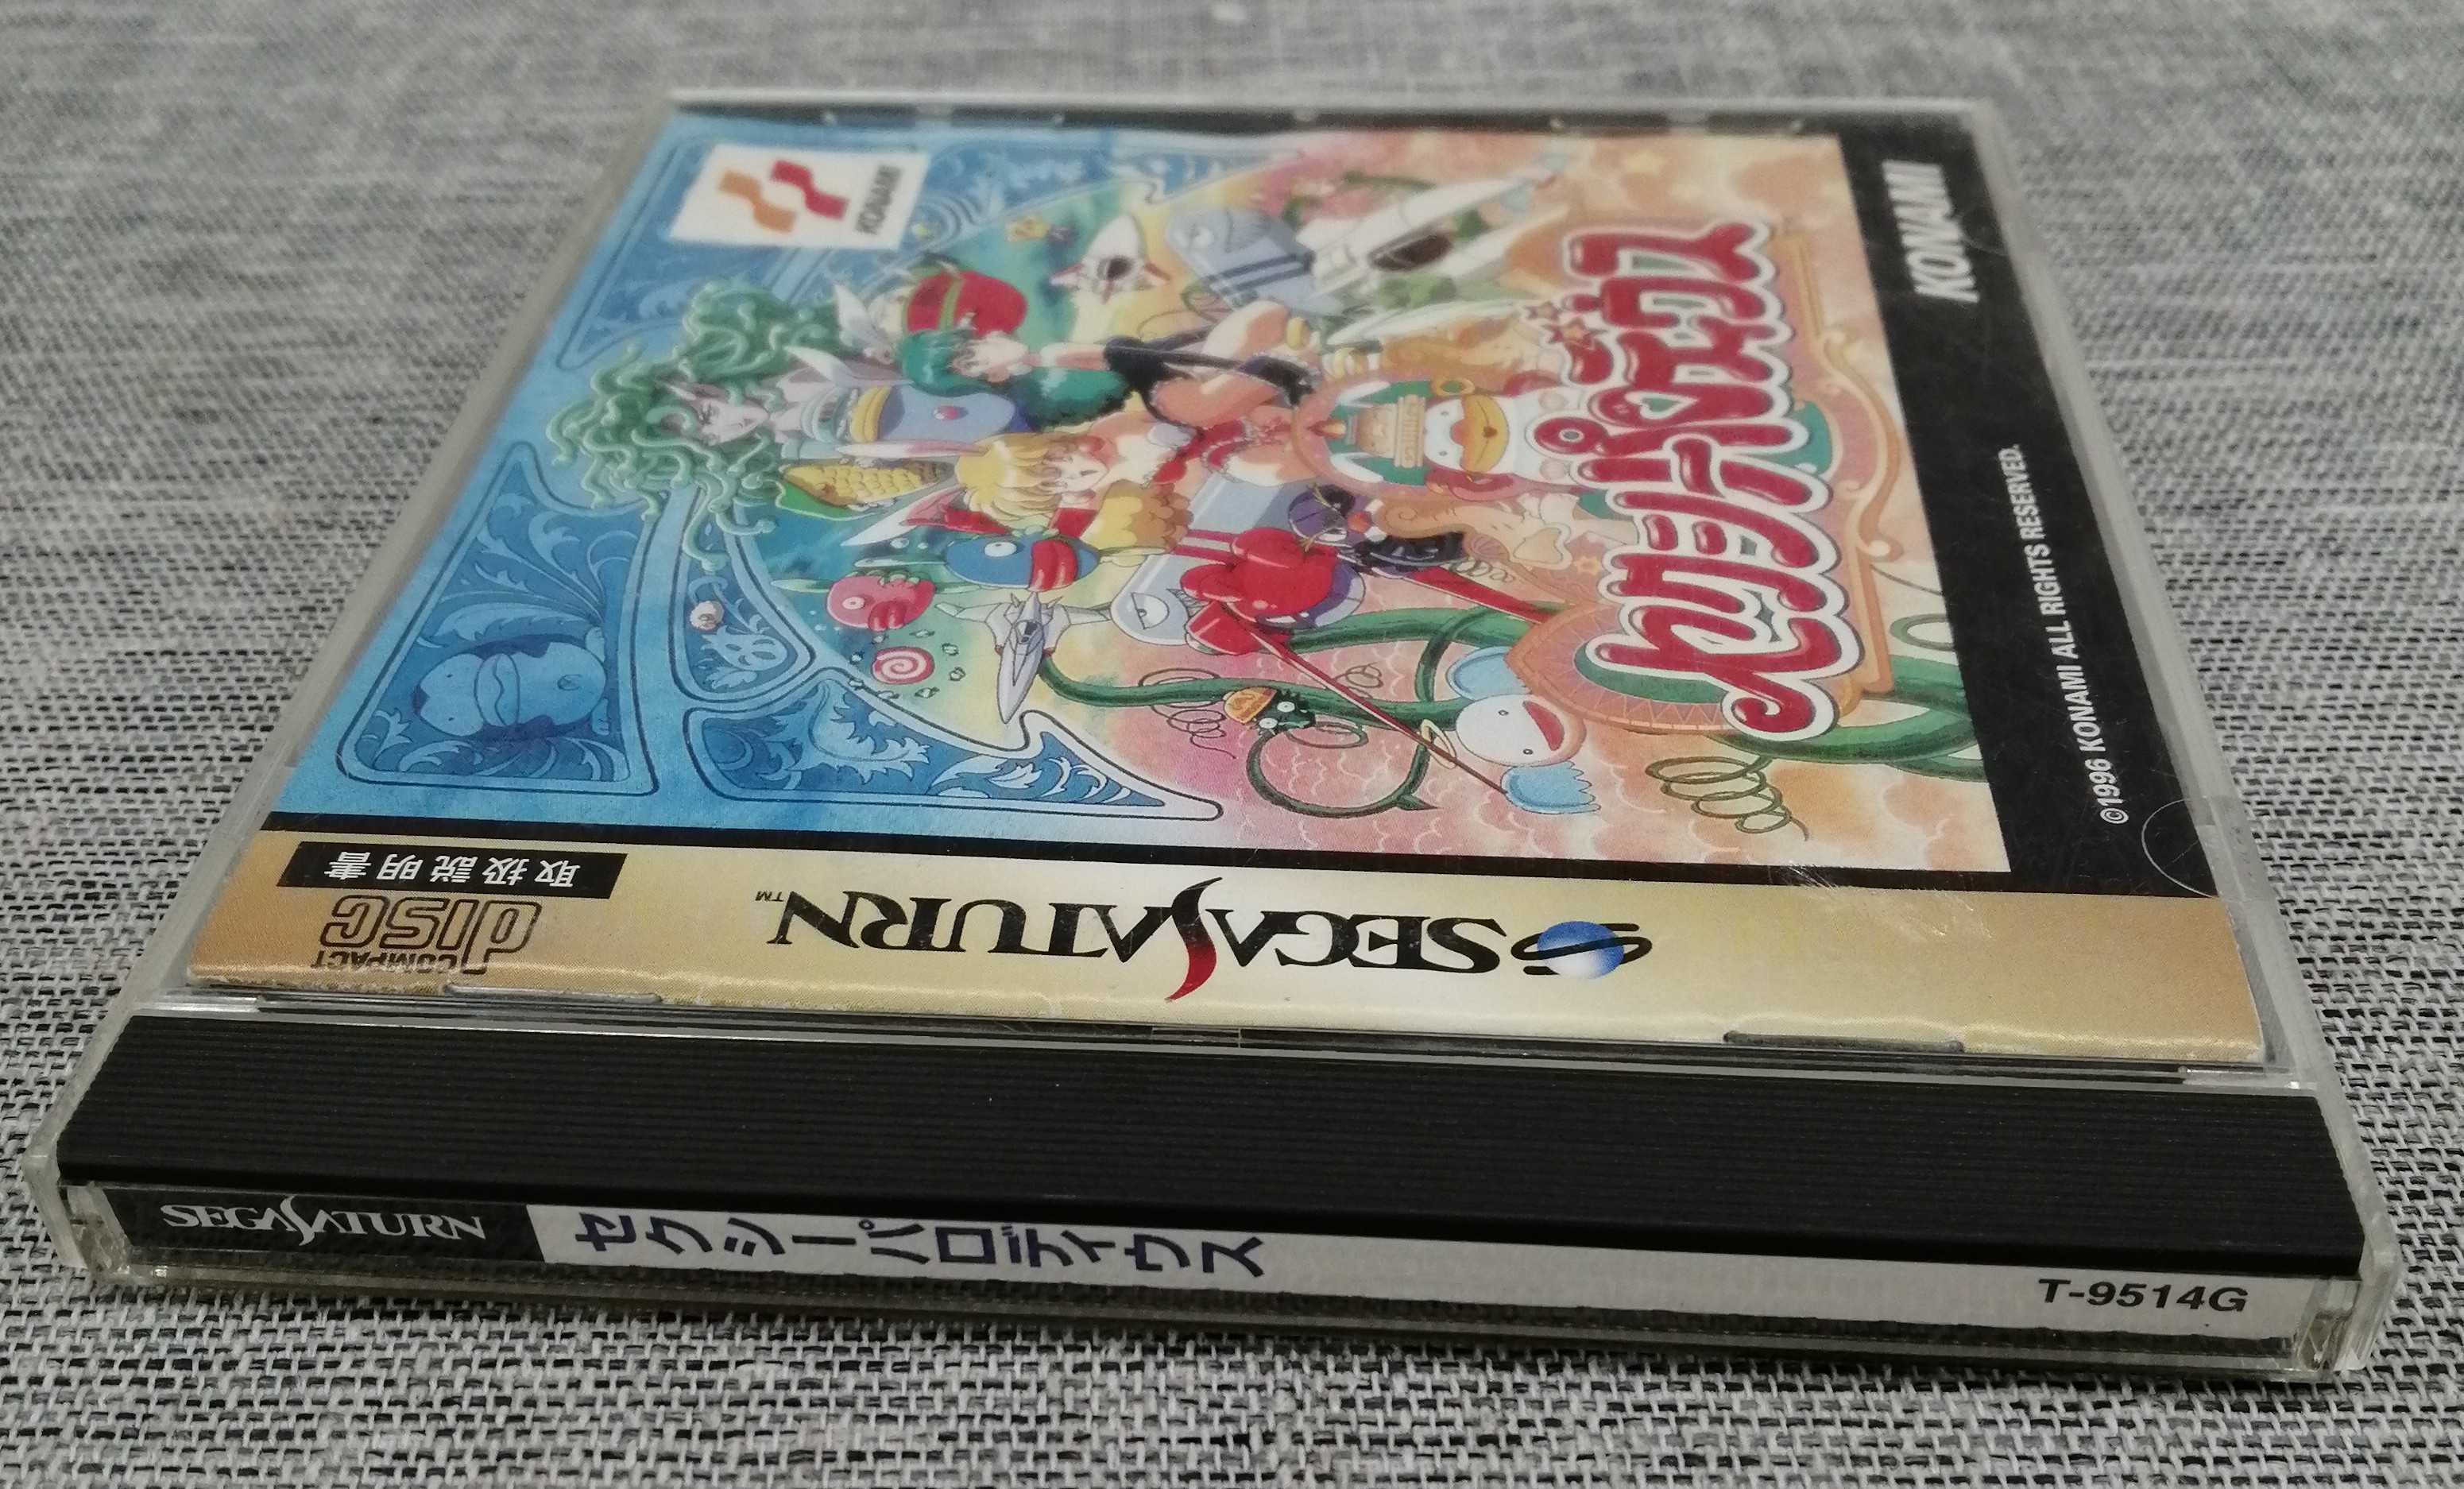 KONAMI
セクシーパロディウス
KONAMI
©1996 KONAMI ALL RIGHTS RESERVED.
取扱説明書
COMPACT
disc
SEGA SATURN™
SEGA SATURN
セクシーパロディウス
T-9514G